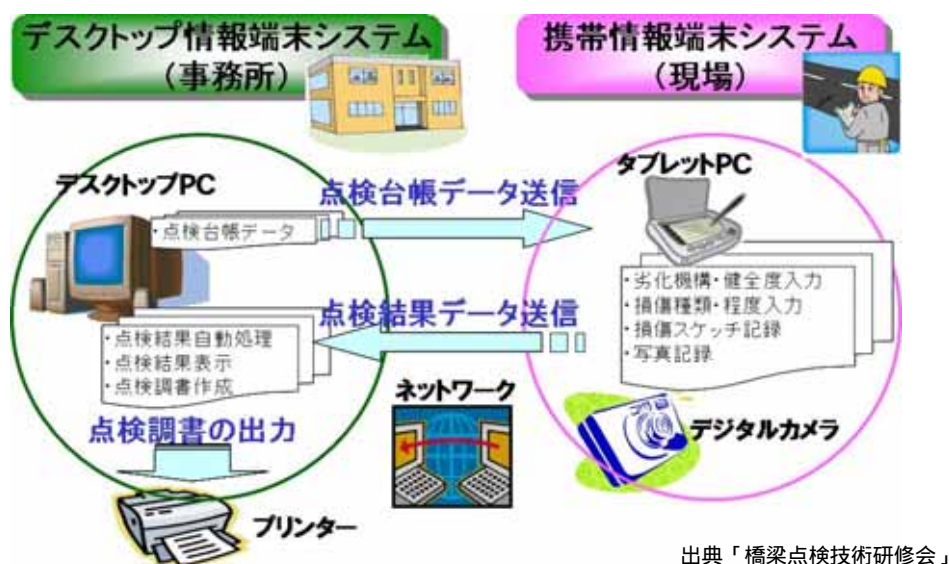 デスクトップ情報端末システム
（事務所）
携帯情報端末システム
（現場）
デスクトップPC
・点検台帳データ
点検台帳データ送信
タブレットPC
・劣化機構・健全度入力
・損傷種類・程度入力
・損傷スケッチ記録
・写真記録
点検結果データ送信
・点検結果自動処理
・点検結果表示
・点検調書作成
ネットワーク
点検調書の出力
デジタルカメラ
プリンター
出典「橋梁点検技術研修会」